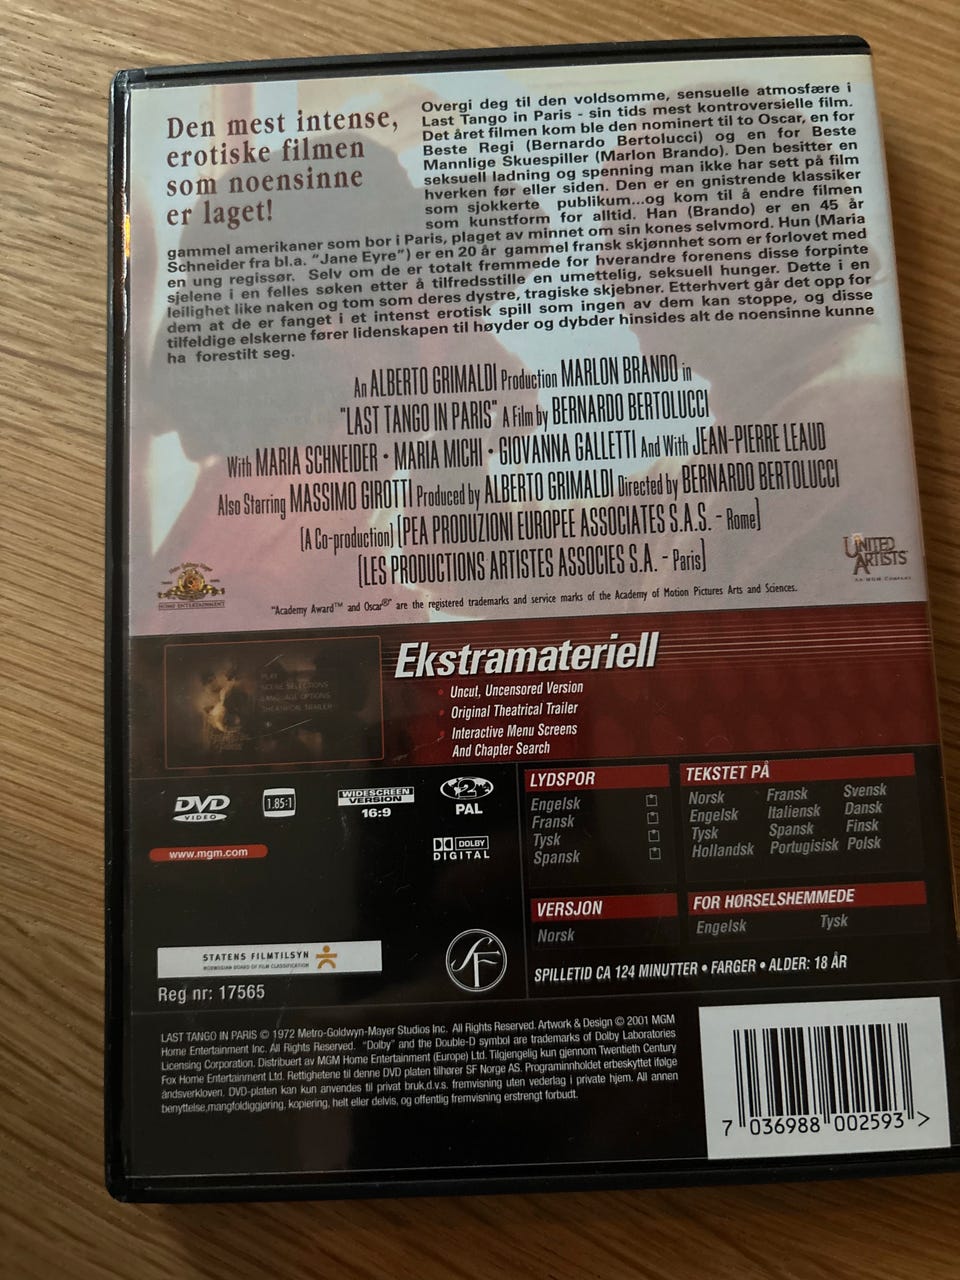 Den mest intense,
erotiske filmen
som noensinne
er laget!
Overgi deg til den voldsomme, sensuelle atmosfære i
Last Tango in Paris - sin tids mest kontroversielle film.
Det året filmen kom ble den nominert til to Oscar, en for
Beste Regi (Bernardo Bertolucci) og en for Beste
Mannlige Skuespiller (Marlon Brando). Den besitter en
seksuell ladning og spenning man ikke har sett på film
hverken før eller siden. Den er en gnistrende klassiker
som sjokkerte publikum...og kom til å endre filmen
som kunstform for alltid. Han (Brando) er en 45 år
gammel amerikaner som bor i Paris, plaget av minnet om sin kones selvmord. Hun (Maria
Schneider fra bl.a. "Jane Eyre") er en 20 år gammel fransk skjønnhet som er forlovet med
en ung regissør. Selv om de er totalt fremmede for hverandre forenens disse forpinte
sjelene i en felles søken etter å tilfredsstille en umettelig, seksuell hunger. Dette i en
leilighet like naken og tom som deres dystre, tragiske skjebner. Etterhvert går det opp for
dem at de er fanget i et intenst erotisk spill som ingen av dem kan stoppe, og disse
tilfeldige elskerne fører lidenskapen til høyder og dybder hinsides alt de noensinne kunne
ha forestilt seg.
An ALBERTO GRIMALDI Production MARLON BRANDO in
"LAST TANGO IN PARIS" A Film by BERNARDO BERTOLUCCI
With MARIA SCHNEIDER • MARIA MICHI • GIOVANNA GALLETTI And With JEAN-PIERRE LEAUD
Also Starring MASSIMO GIROTTI Produced by ALBERTO GRIMALDI Directed by BERNARDO BERTOLUCCI
(A Co-production) (PEA PRODUZIONI EUROPEE ASSOCIATES S.A.S. - Rome)
(LES PRODUCTIONS ARTISTES ASSOCIES S.A. - Paris)
HOME ENTERTAINMENT
UNITED
ARTISTS
AN MGM COMPANY
"Academy Award™ and Oscar®" are the registered trademarks and service marks of the Academy of Motion Pictures Arts and Sciences.
PLAY
SCENE SELECTIONS
LANGUAGE OPTIONS
THEATRICAL TRAILER
Ekstramateriell
• Uncut, Uncensored Version
• Original Theatrical Trailer
• Interactive Menu Screens
And Chapter Search
DVD
VIDEO
1.85:1
WIDESCREEN
VERSION
16:9
2
PAL
DOLBY
DIGITAL
www.mgm.com
LYDSPOR
Engelsk
Fransk
Tysk
Spansk
TEKSTET PÅ
Norsk Fransk Svensk
Engelsk Italiensk Dansk
Tysk Spansk Finsk
Hollandsk Portugisisk Polsk
VERSJON
Norsk
FOR HØRSELSHEMMEDE
Engelsk Tysk
STATENS FILMTILSYN
NORWEGIAN BOARD OF FILM CLASSIFICATION
Reg nr: 17565
SF
SPILLETID CA 124 MINUTTER • FARGER • ALDER: 18 ÅR
LAST TANGO IN PARIS © 1972 Metro-Goldwyn-Mayer Studios Inc. All Rights Reserved. Artwork & Design © 2001 MGM
Home Entertainment Inc. All Rights Reserved. "Dolby" and the Double-D symbol are trademarks of Dolby Laboratories
Licensing Corporation. Distribuert av MGM Home Entertainment (Europe) Ltd. Tilgjengelig kun gjennom Twentieth Century
Fox Home Entertainment Ltd. Rettighetene til denne DVD platen tilhører SF Norge AS. Programinnholdet erbeskyttet ifølge
åndsverkloven. DVD-platen kan kun anvendes til privat bruk,d.v.s. fremvisning uten vederlag i private hjem. All annen
benyttelse,mangfoldiggjøring, kopiering, helt eller delvis, og offentlig fremvisning erstrengt forbudt.
7 036988 002593 >